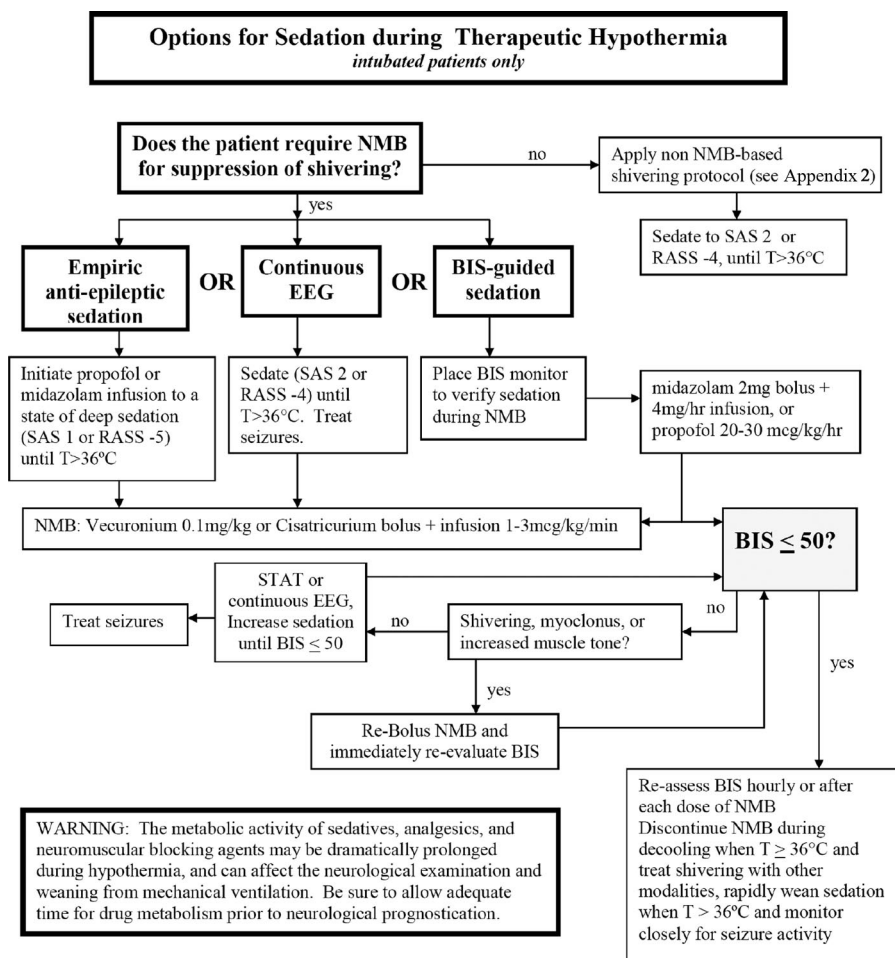 Options for Sedation during Therapeutic Hypothermia
intubated patients only
Does the patient require NMB
for suppression of shivering?
no
Apply non NMB-based
shivering protocol (see Appendix 2)
yes
Sedate to SAS 2 or
RASS -4, until T>36°C
Empiric
anti-epileptic
sedation
OR
Continuous
EEG
OR
BIS-guided
sedation
Initiate propofol or
midazolam infusion to a
state of deep sedation
(SAS 1 or RASS -5)
until T>36ºC
Sedate (SAS 2 or
RASS -4) until
T>36°C. Treat
seizures.
Place BIS monitor
to verify sedation
during NMB
midazolam 2mg bolus +
4mg/hr infusion, or
propofol 20-30 mcg/kg/hr
NMB: Vecuronium 0.1mg/kg or Cisatricurium bolus + infusion 1-3mcg/kg/min
BIS ≤ 50?
STAT or
continuous EEG,
Increase sedation
until BIS ≤ 50
Treat seizures
no
Shivering, myoclonus, or
increased muscle tone?
no
yes
yes
Re-Bolus NMB and
immediately re-evaluate BIS
Re-assess BIS hourly or after
each dose of NMB
Discontinue NMB during
decooling when T ≥ 36°C and
treat shivering with other
modalities, rapidly wean sedation
when T > 36ºC and monitor
closely for seizure activity
WARNING: The metabolic activity of sedatives, analgesics, and
neuromuscular blocking agents may be dramatically prolonged
during hypothermia, and can affect the neurological examination and
weaning from mechanical ventilation. Be sure to allow adequate
time for drug metabolism prior to neurological prognostication.